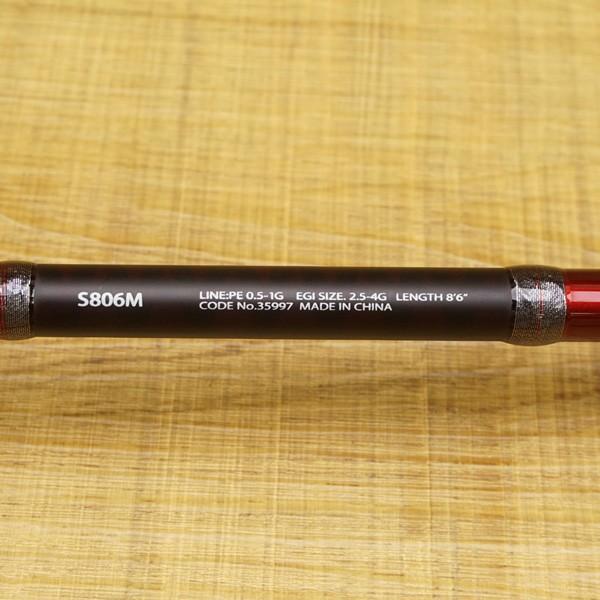 S806M
LINE:PE 0.5-1G EGI SIZE. 2.5-4G LENGTH 8'6"
CODE No.35997 MADE IN CHINA